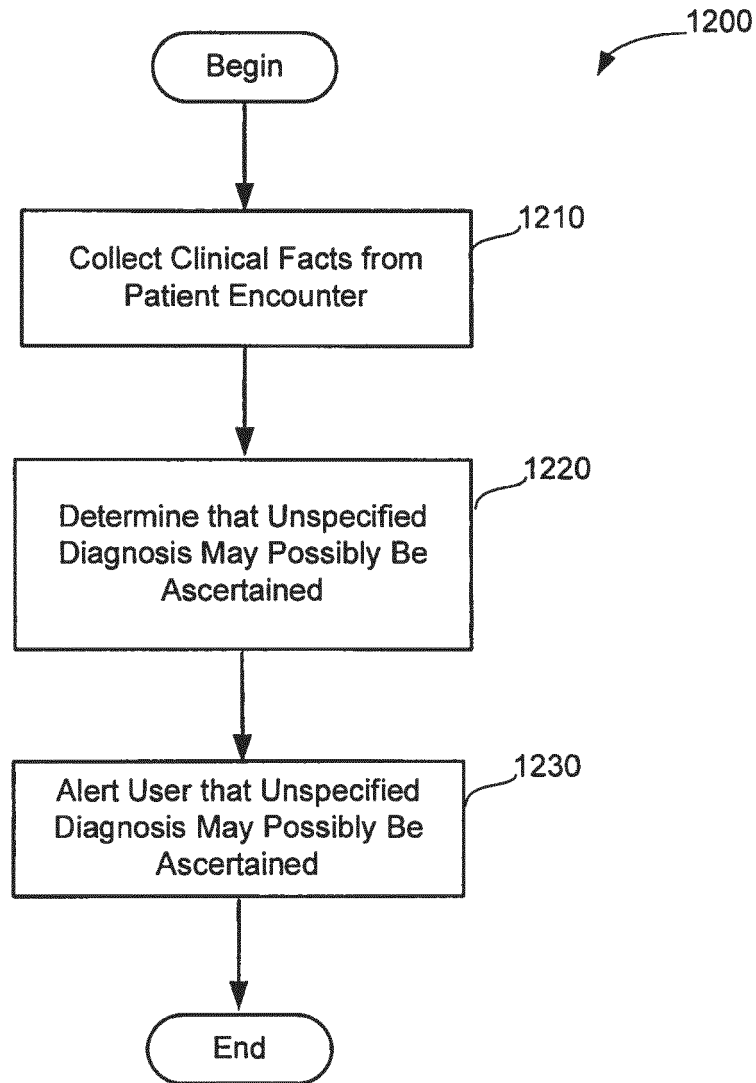 1200
Begin
1210
Collect Clinical Facts from
Patient Encounter
1220
Determine that Unspecified
Diagnosis May Possibly Be
Ascertained
1230
Alert User that Unspecified
Diagnosis May Possibly Be
Ascertained
End